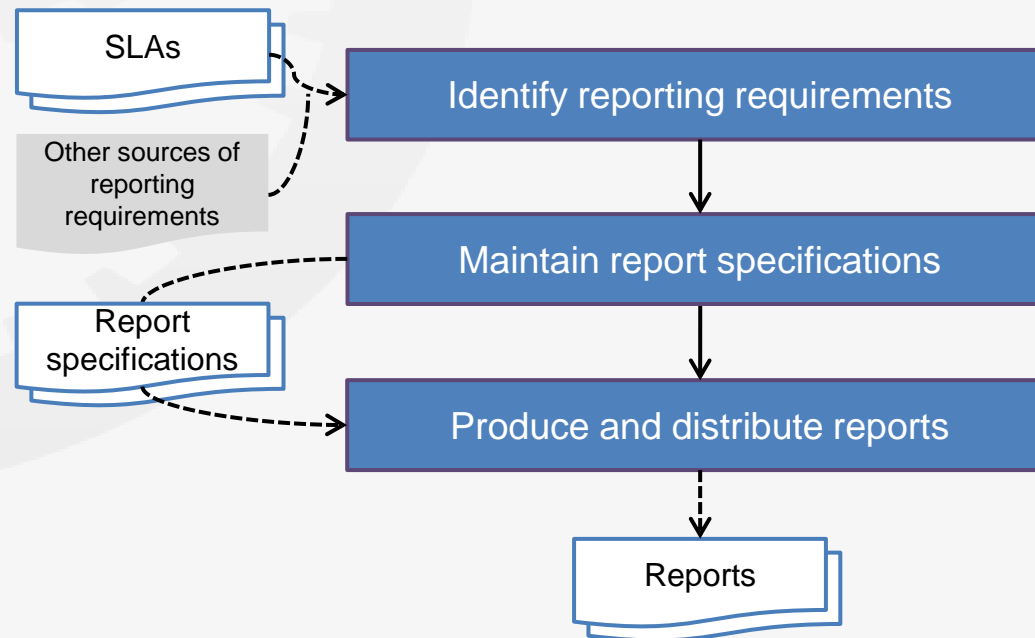 SLAs
Identify reporting requirements
Other sources of
reporting
requirements
Maintain report specifications
Report
specifications
Produce and distribute reports
Reports